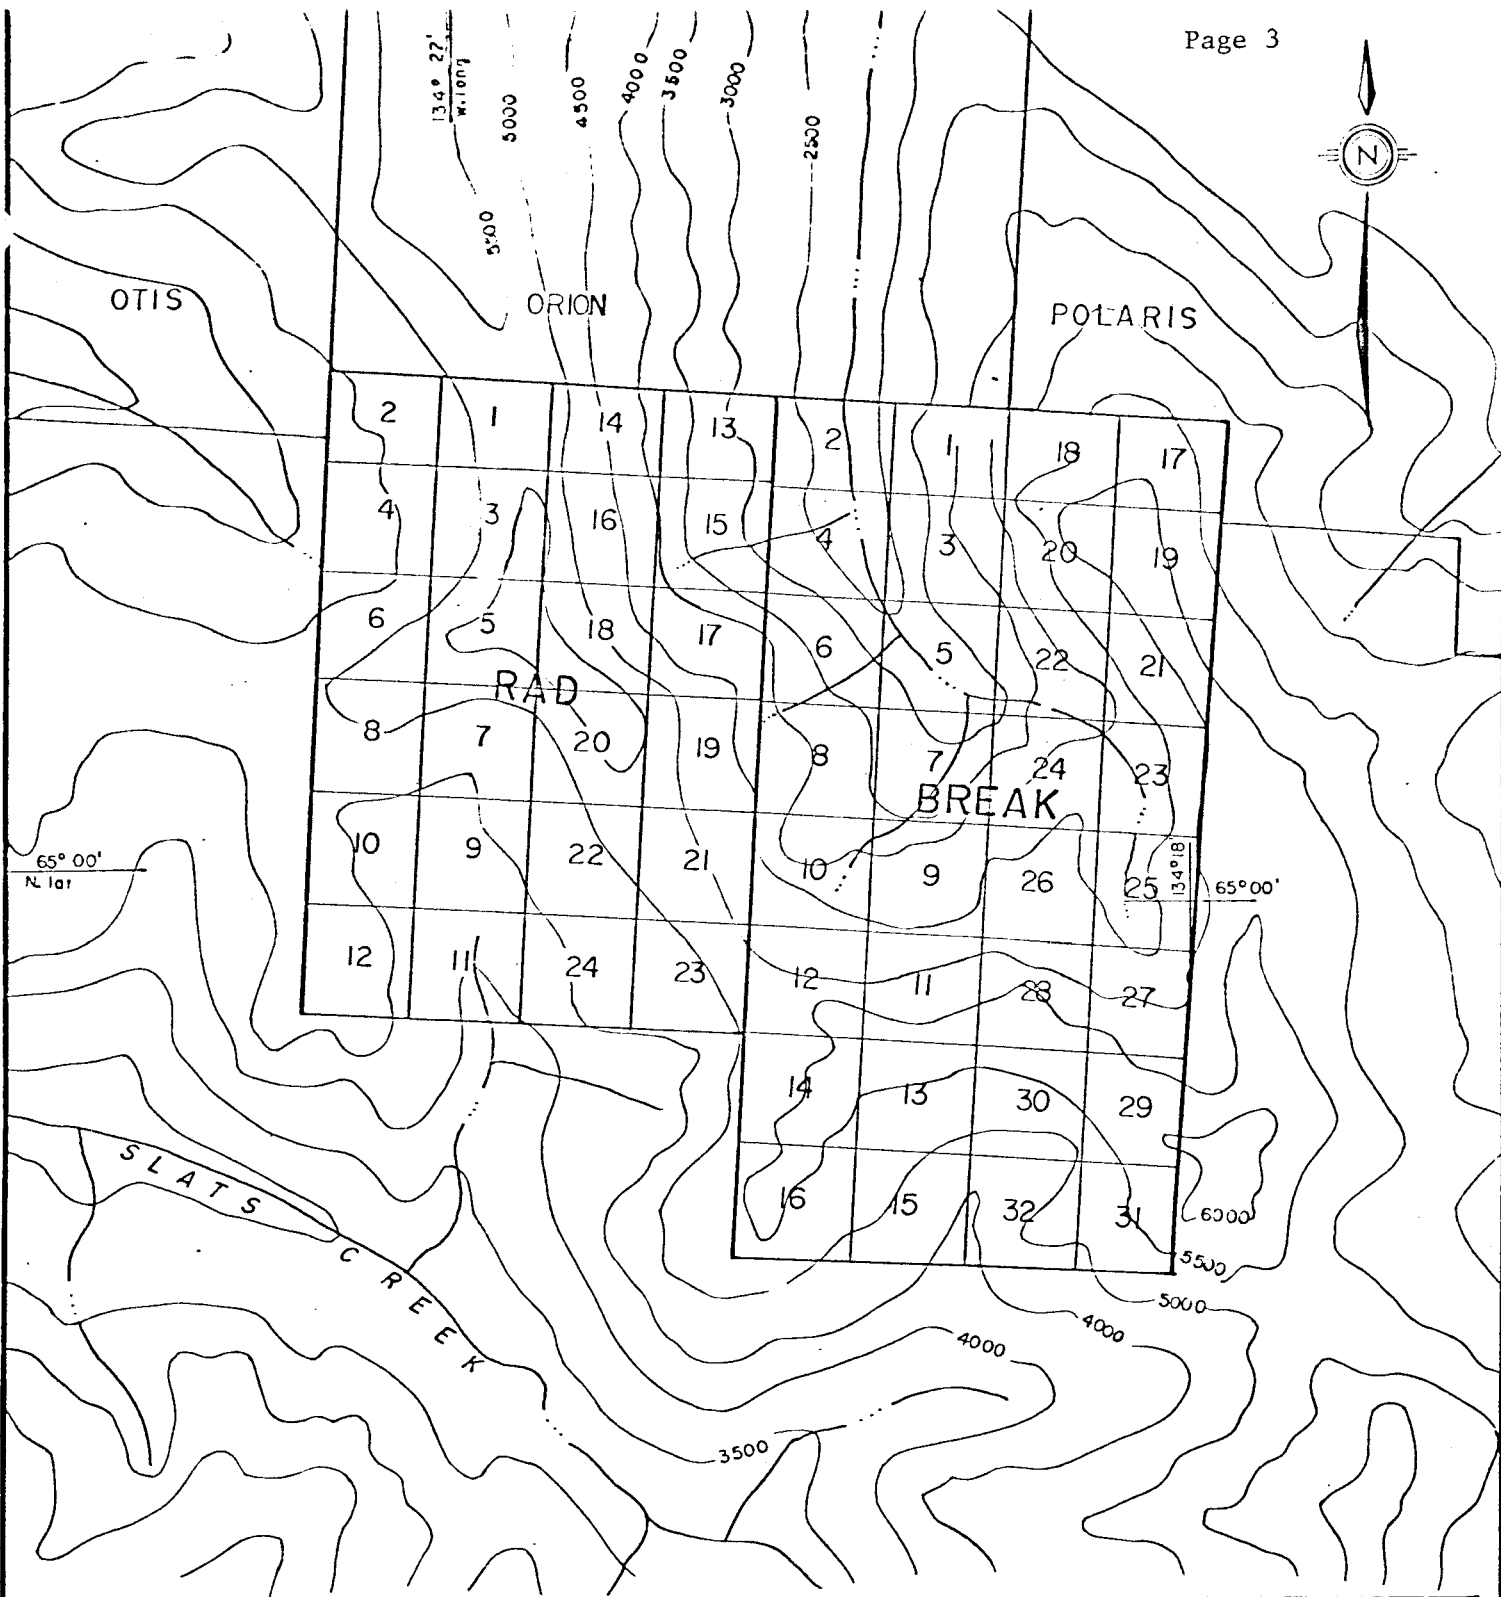 Page 3
134° 27'
W. long
5000
4500
4000
3500
3000
2500
5500
N
OTIS
ORION
POLARIS
2 1 14 13 2 1 18 17
4 3 16 15 4 3 20 19
6 5 18 17 6 5 22 21
RAD
8 7 20 19 8 7 24 23
BREAK
10 9 22 21 10 9 26 25
65° 00'
N. lat
134° 18'
65° 00'
12 11 24 23 12 11 28 27
14 13 30 29
16 15 32 31
SLATS CREEK
6000
5500
5000
4000
4000
3500